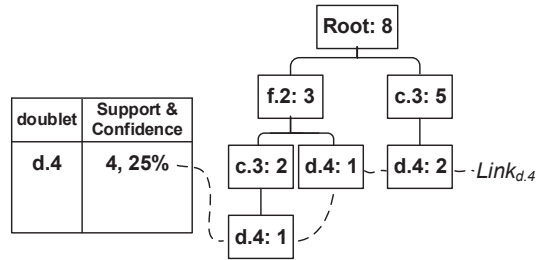 Root: 8
f.2: 3
c.3: 5
doublet
Support &
Confidence
d.4
4, 25%
c.3: 2
d.4: 1
d.4: 2
Link_d.4
d.4: 1